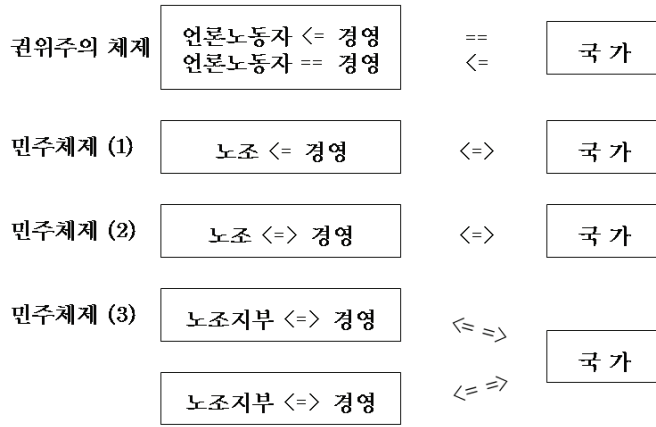 권위주의 체제
언론노동자 <= 경영
언론노동자 == 경영
==
<=
국 가
민주체제 (1)
노조 <= 경영
<=>
국 가
민주체제 (2)
노조 <=> 경영
<=>
국 가
민주체제 (3)
노조지부 <=> 경영
<= =>
국 가
노조지부 <=> 경영
<= =>